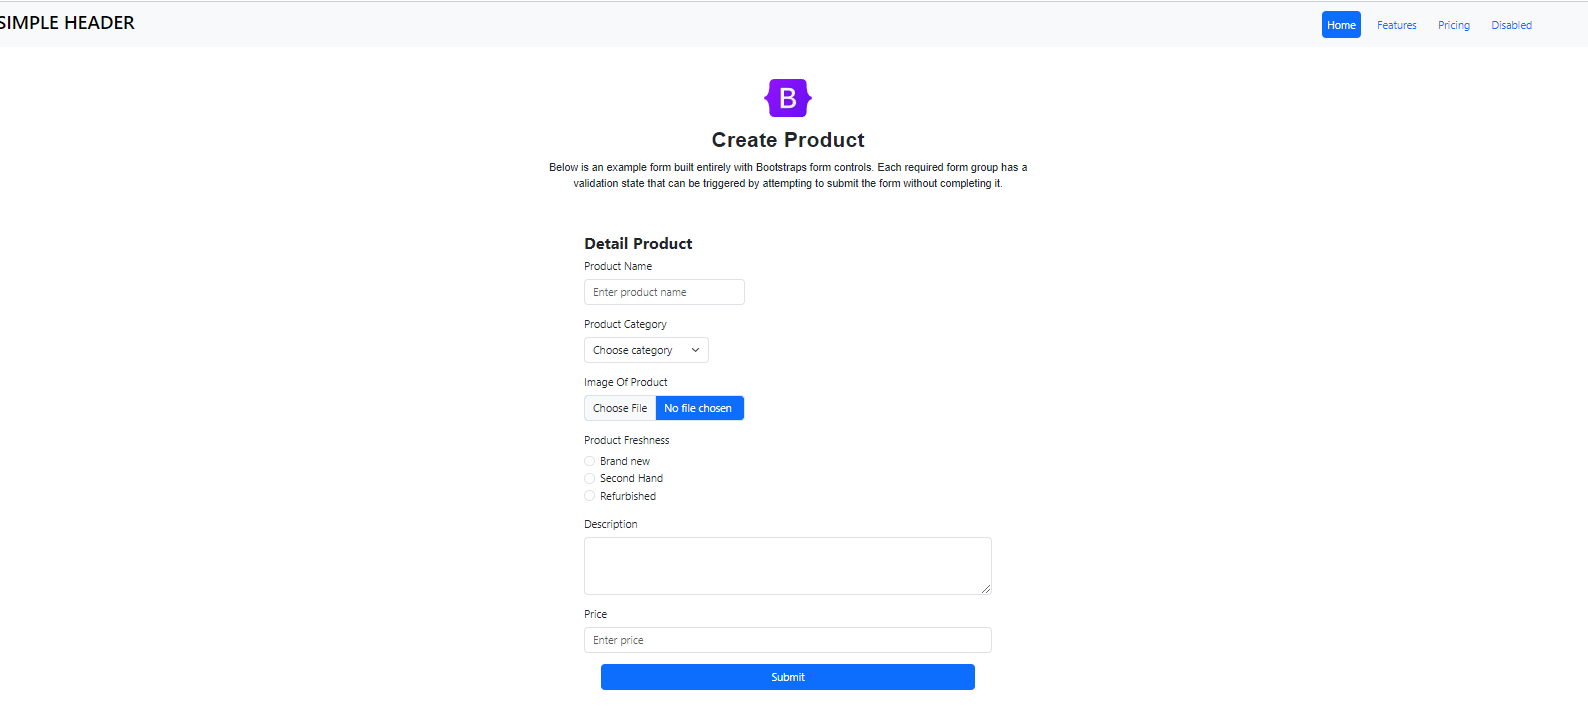 SIMPLE HEADER
Home Features Pricing Disabled
B
Create Product
Below is an example form built entirely with Bootstraps form controls. Each required form group has a
validation state that can be triggered by attempting to submit the form without completing it.
Detail Product
Product Name
Enter product name
Product Category
Choose category
Image Of Product
Choose File No file chosen
Product Freshness
Brand new
Second Hand
Refurbished
Description
Price
Enter price
Submit